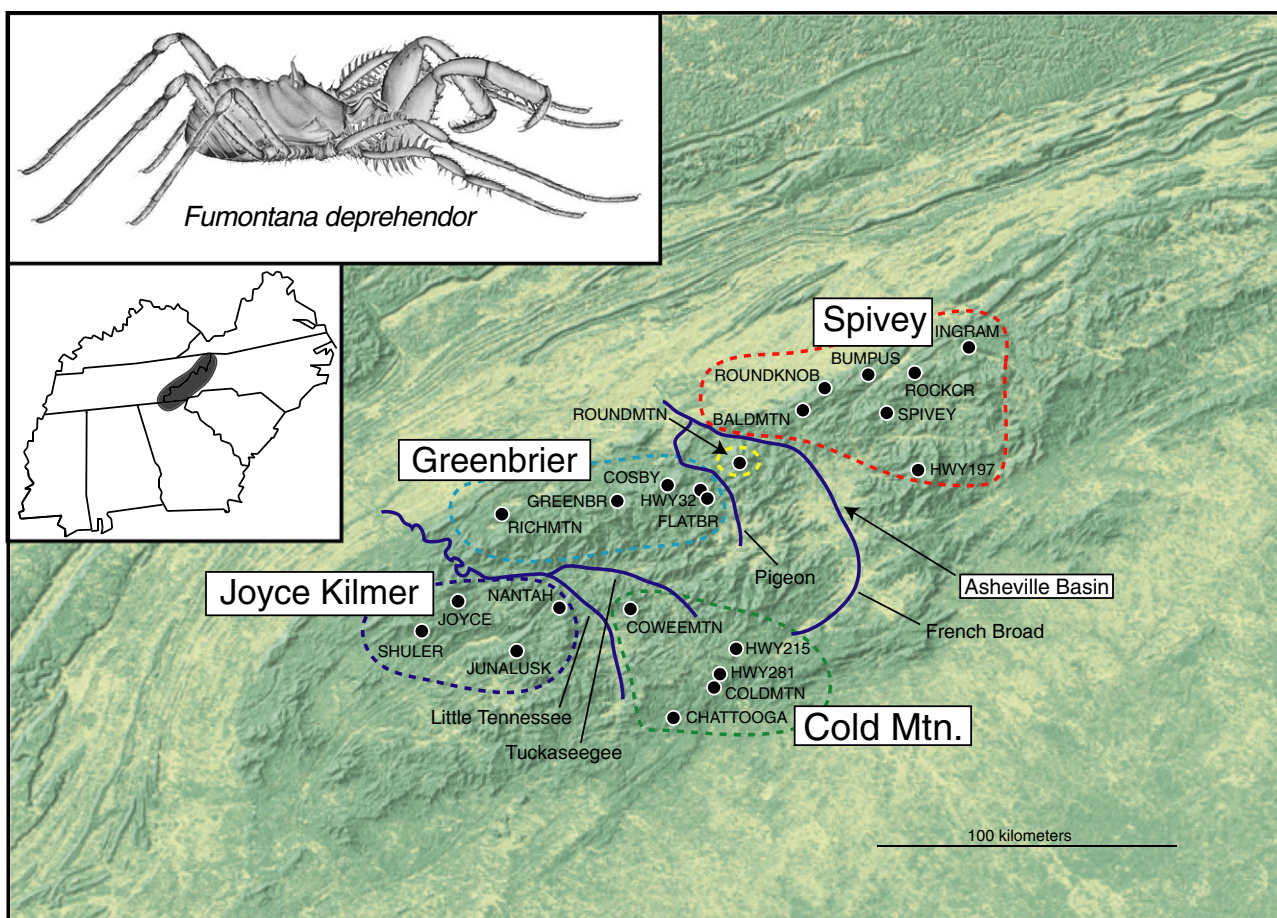 Fumontana deprehendor
Spivey
INGRAM
BUMPUS
ROUNDKNOB
ROCKCR
ROUNDMTN
BALDMTN
SPIVEY
Greenbrier
COSBY
HWY197
GREENBR
HWY32
RICHMTN
FLATBR
Pigeon
Asheville Basin
Joyce Kilmer
NANTAH
JOYCE
COWEEMTN
French Broad
SHULER
HWY215
JUNALUSK
HWY281
COLDMTN
Little Tennessee
CHATTOOGA
Cold Mtn.
Tuckaseegee
100 kilometers